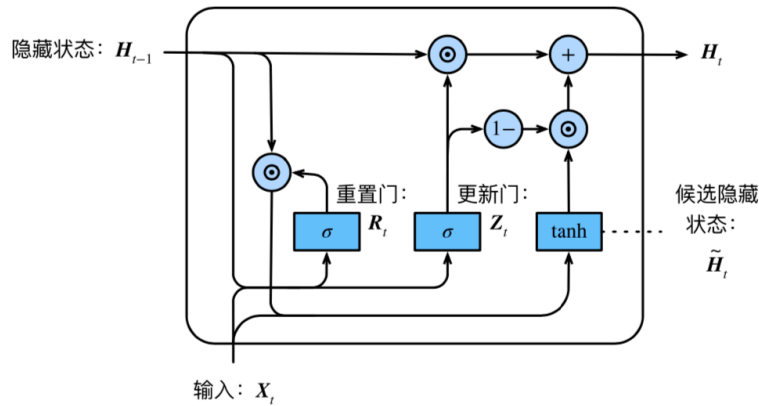 隐藏状态：H_{t−1}
H_t
1−
重置门：
R_t
更新门：
Z_t
σ
σ
tanh
候选隐藏
状态：
H̃_t
输入：X_t